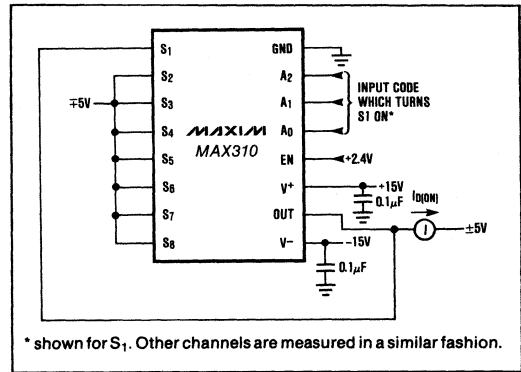 S1
S2
S3
S4
S5
S6
S7
S8
∓5V
MAXIM
MAX310
GND
A2
A1
A0
EN
V+
OUT
V−
INPUT CODE
WHICH TURNS
S1 ON*
+2.4V
+15V
0.1μF
ID(ON)
I
±5V
−15V
0.1μF
* shown for S1. Other channels are measured in a similar fashion.